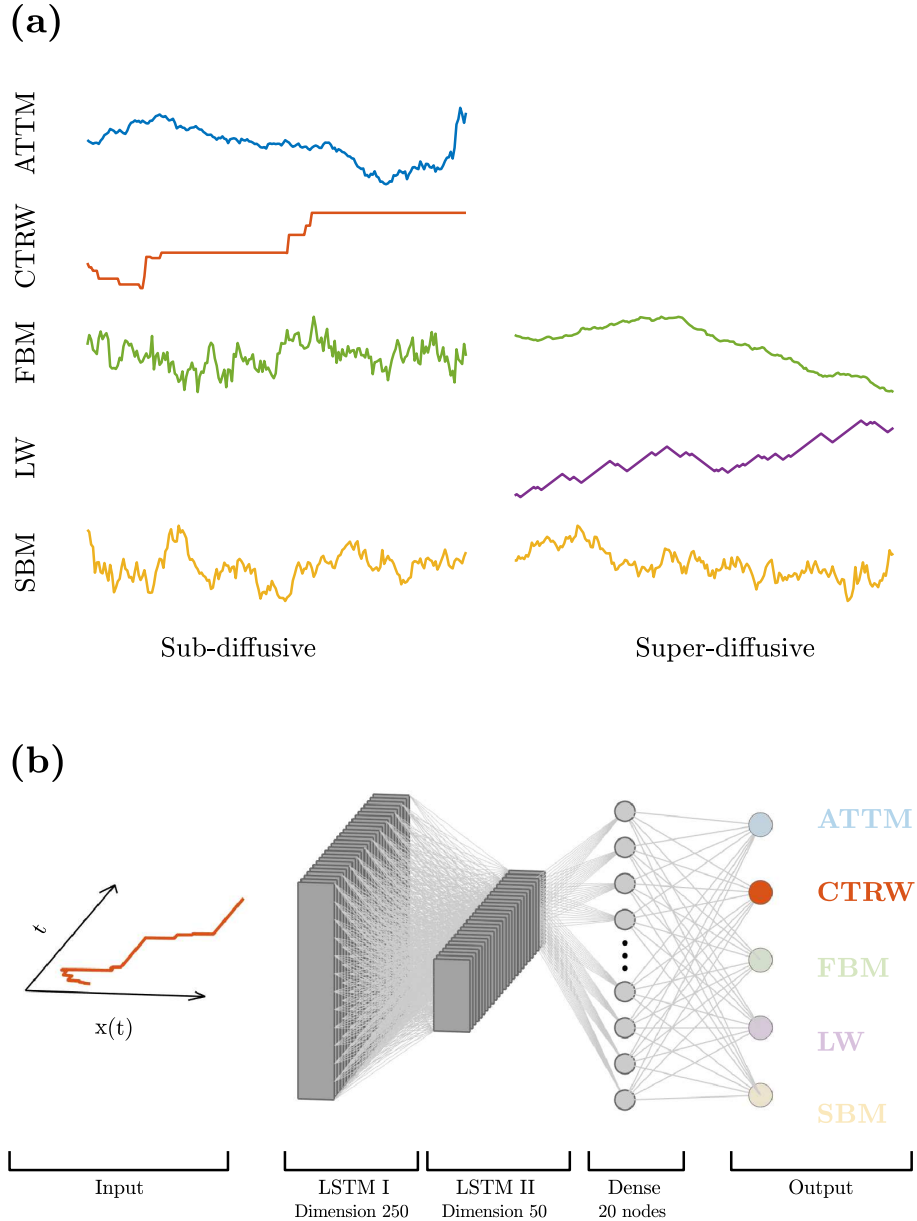 (a)
ATTM
CTRW
FBM
LW
SBM
Sub-diffusive
Super-diffusive
(b)
t
x(t)
ATTM
CTRW
FBM
LW
SBM
Input
LSTM I
Dimension 250
LSTM II
Dimension 50
Dense
20 nodes
Output